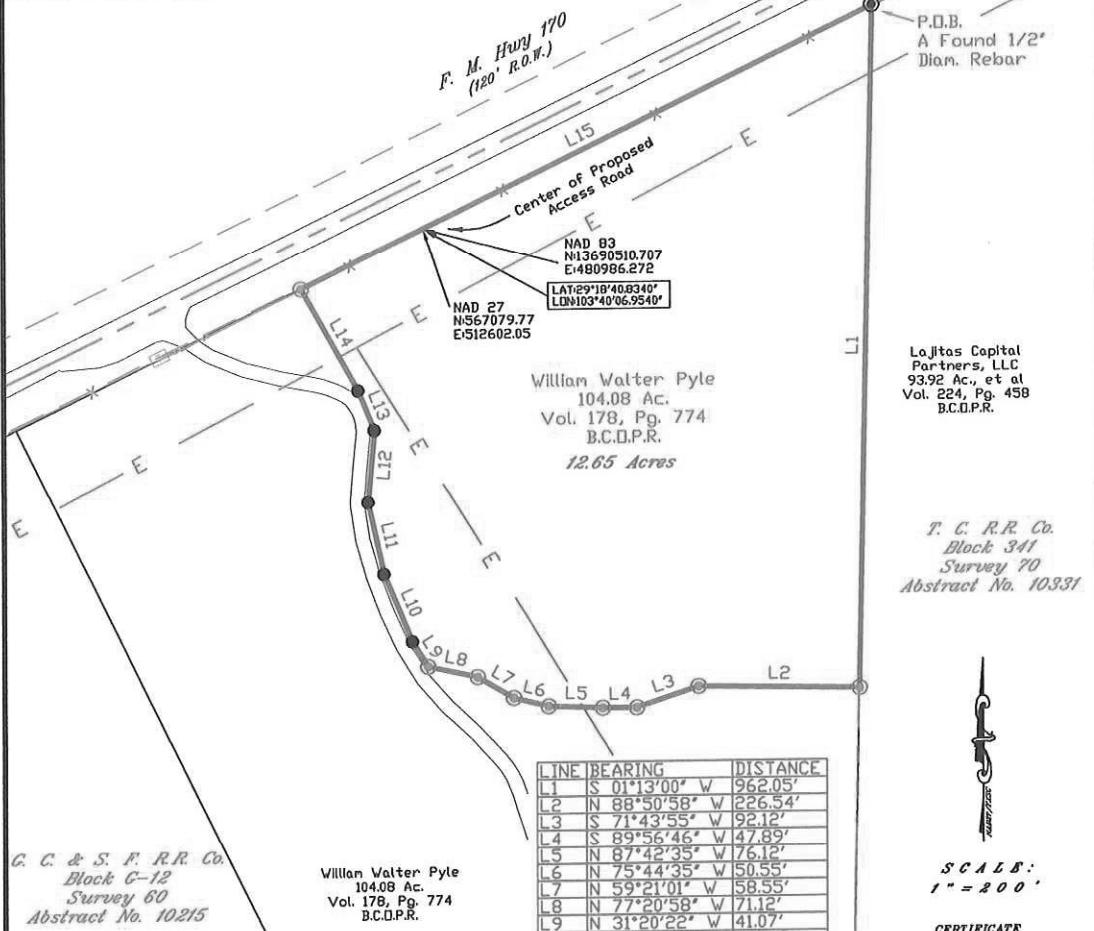 F. M. Hwy 170
(120' R.O.W.)
P.O.B.
A Found 1/2"
Diam. Rebar
L15
Center of Proposed
Access Road
E
E
NAD 83
N:13690510.707
E:480986.272
LAT:29°18'40.8340"
LON:103°40'06.9540"
NAD 27
N:567079.77
E:512602.05
E
L14
L1
Lajitas Capital
Partners, LLC
93.92 Ac., et al
Vol. 224, Pg. 458
B.C.O.P.R.
William Walter Pyle
104.08 Ac.
Vol. 178, Pg. 774
B.C.O.P.R.
12.65 Acres
L13
E
L12
E
E
L11
E
T. C. R.R. Co.
Block 341
Survey 70
Abstract No. 10331
L10
L9
L8
L7
L6
L5
L4
L3
L2
LINE BEARING DISTANCE
L1 S 01°13'00" W 962.05'
L2 N 88°50'58" W 226.54'
L3 S 71°43'55" W 92.12'
L4 S 89°56'46" W 47.89'
L5 N 87°42'35" W 76.12'
L6 N 75°44'35" W 50.55'
L7 N 59°21'01" W 58.55'
L8 N 77°20'58" W 71.12'
L9 N 31°20'22" W 41.07'
G. C. & S. F. R.R. Co.
Block G-12
Survey 60
Abstract No. 10215
William Walter Pyle
104.08 Ac.
Vol. 178, Pg. 774
B.C.O.P.R.
SCALE:
1" = 200'
CERTIFICATE